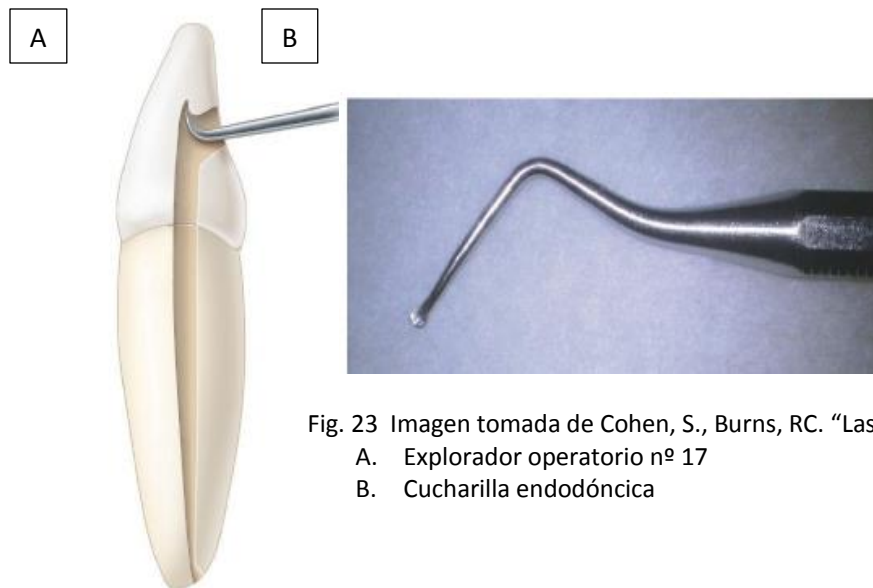 A
B
Fig. 23 Imagen tomada de Cohen, S., Burns, RC. “Las
A. Explorador operatorio nº 17
B. Cucharilla endodóncica